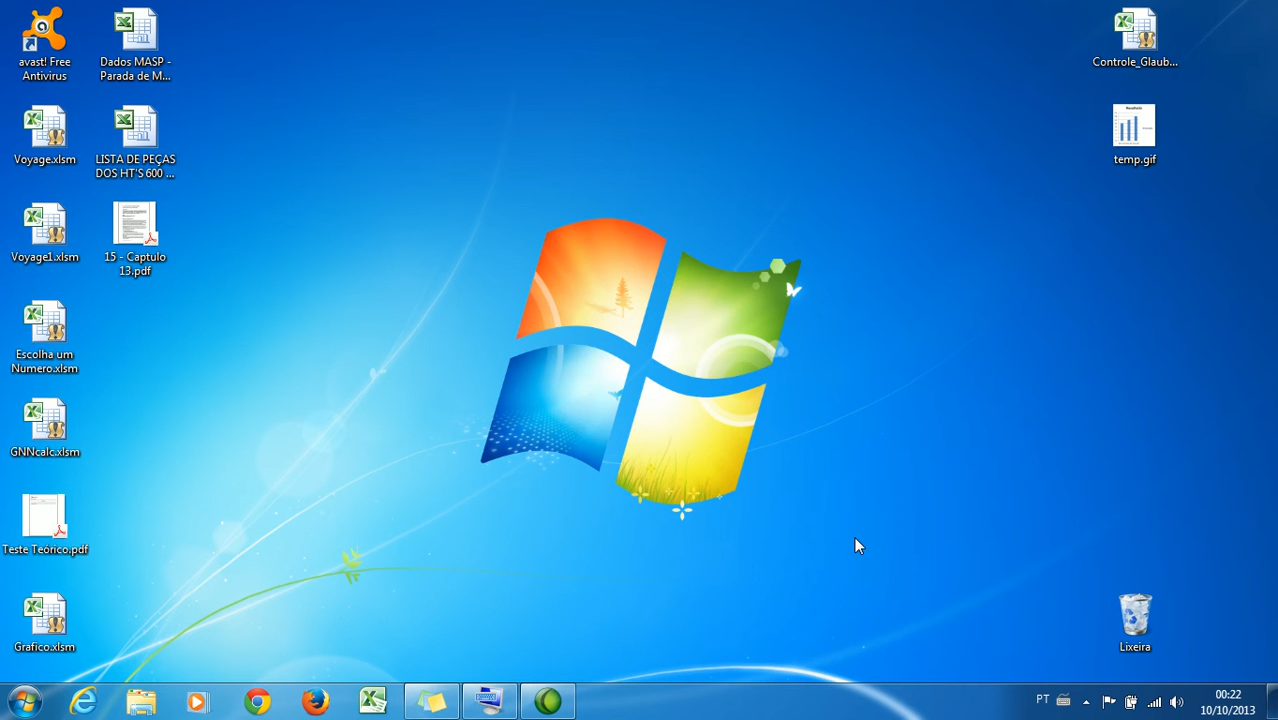 avast! Free
Antivirus
Dados MASP -
Parada de M...
Controle_Glaub...
Voyage.xlsm
LISTA DE PEÇAS
DOS HT'S 600 ...
temp.gif
Voyage1.xlsm
15 - Captulo
13.pdf
Escolha um
Numero.xlsm
GNNcalc.xlsm
Teste Teórico.pdf
Grafico.xlsm
Lixeira
PT
00:22
10/10/2013